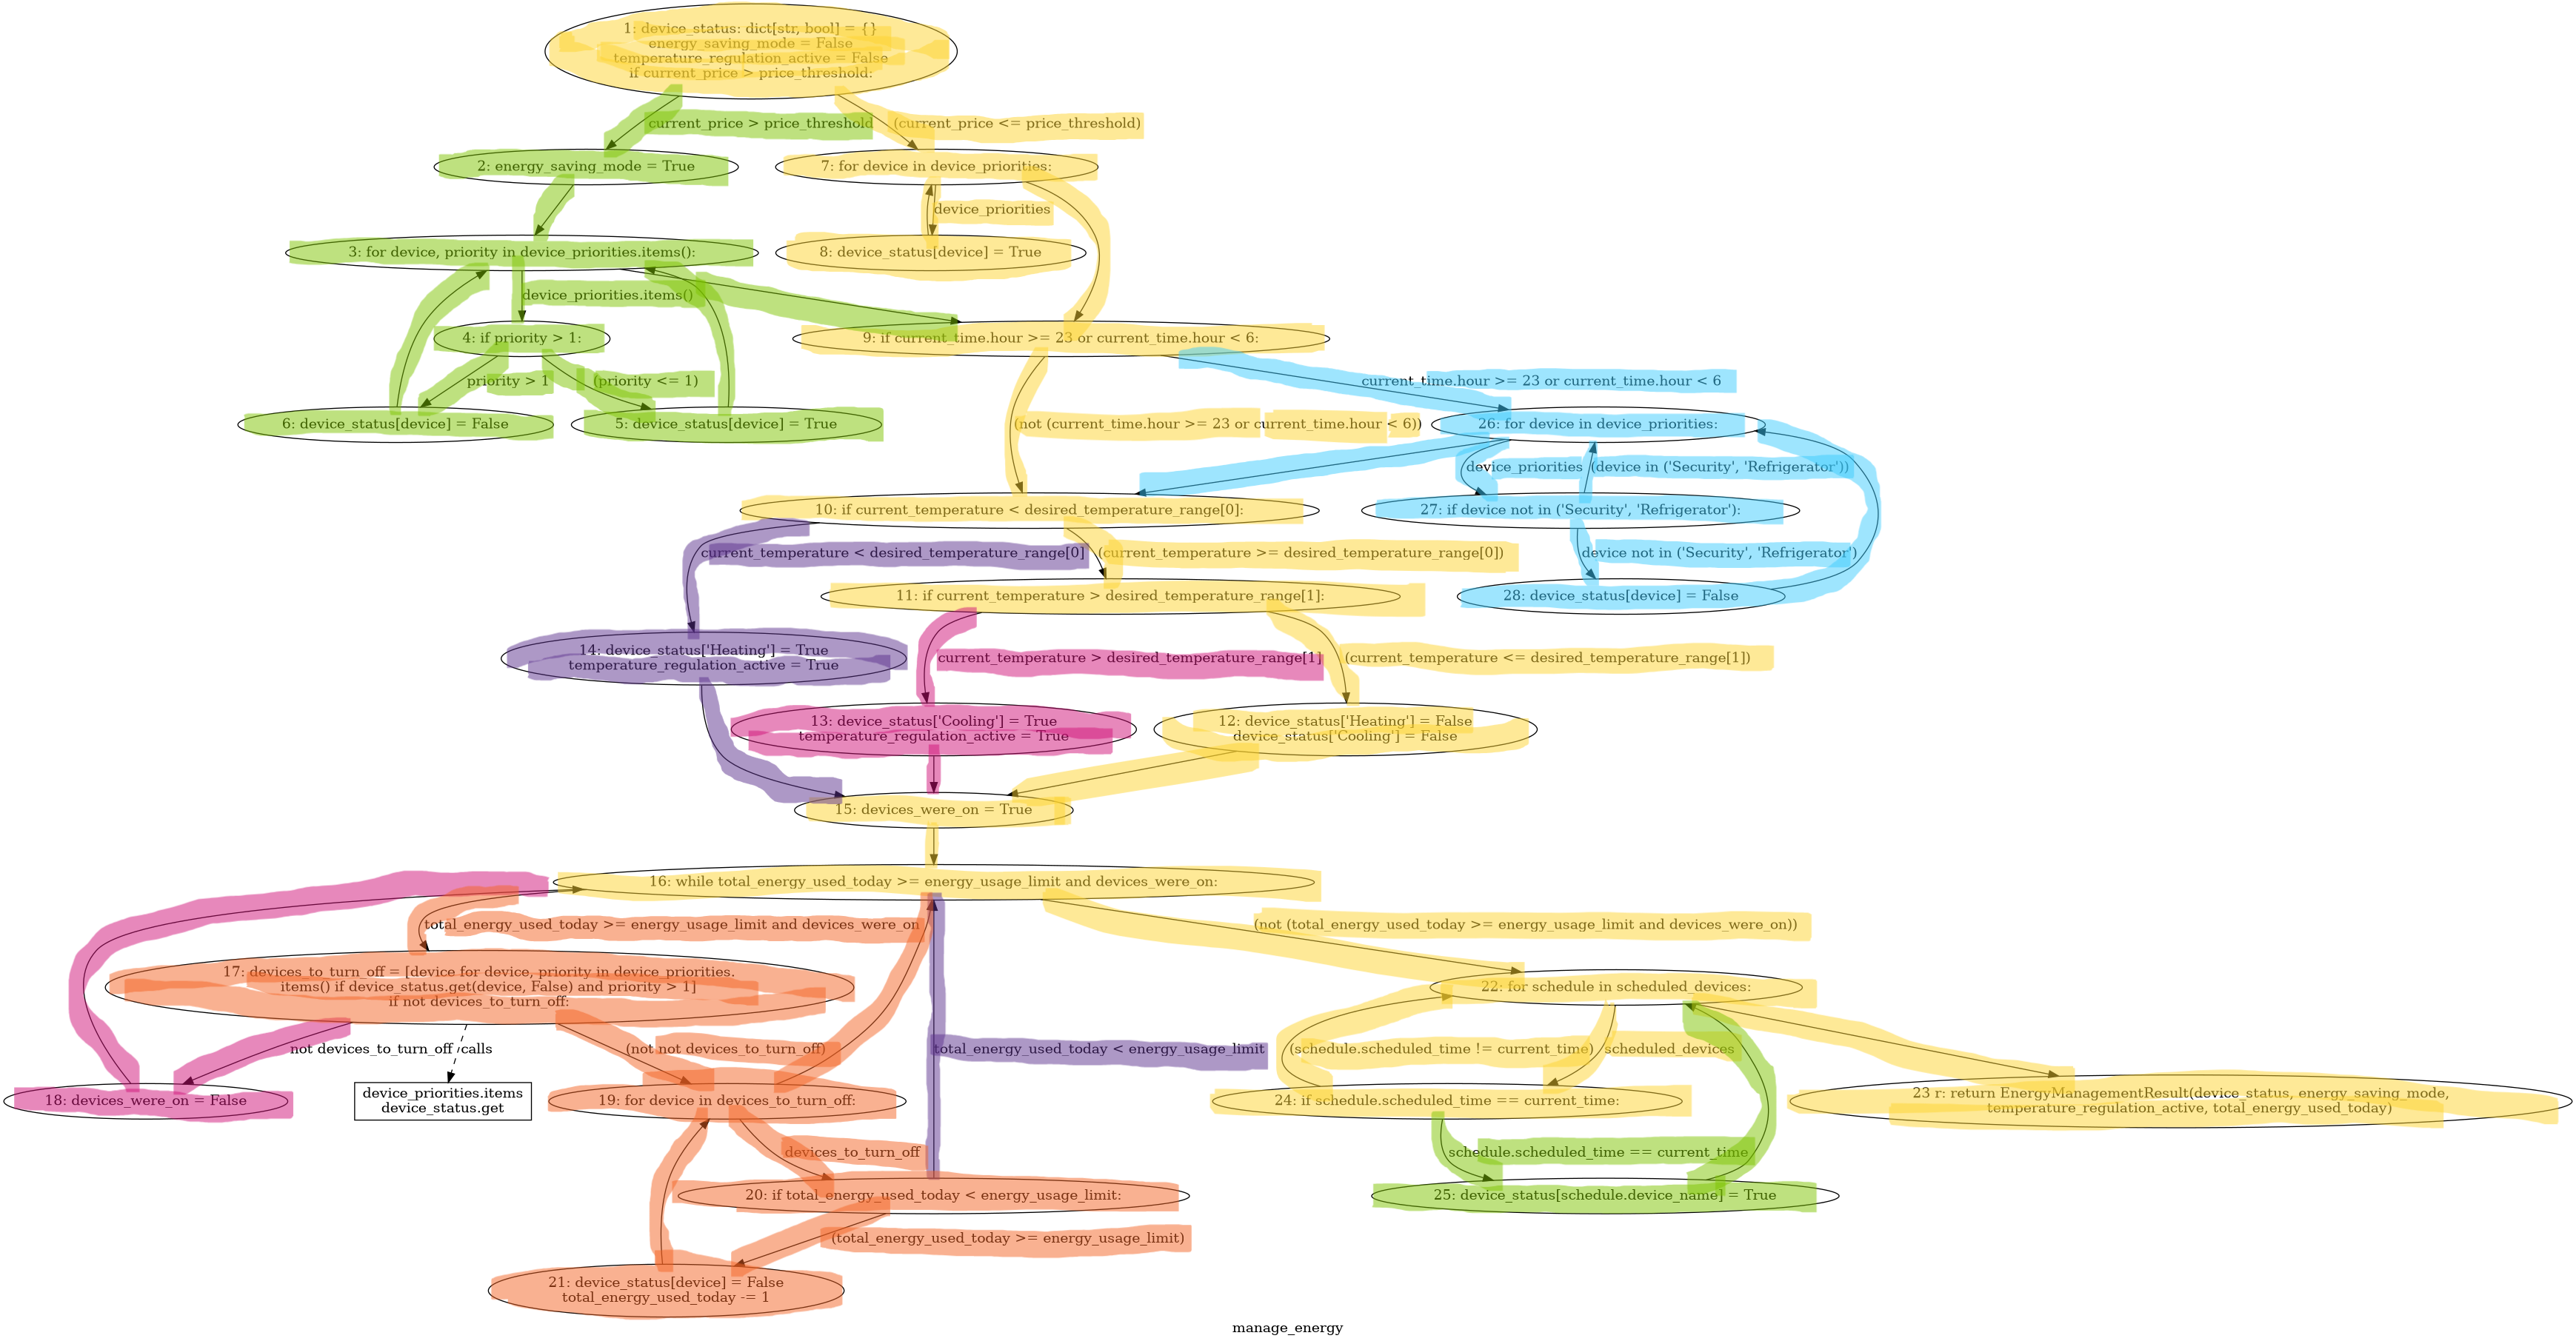 1: device_status: dict[str, bool] = {}
energy_saving_mode = False
temperature_regulation_active = False
if current_price > price_threshold:
current_price > price_threshold
(current_price <= price_threshold)
2: energy_saving_mode = True
7: for device in device_priorities:
device_priorities
3: for device, priority in device_priorities.items():
8: device_status[device] = True
device_priorities.items()
4: if priority > 1:
9: if current_time.hour >= 23 or current_time.hour < 6:
priority > 1
(priority <= 1)
current_time.hour >= 23 or current_time.hour < 6
6: device_status[device] = False
5: device_status[device] = True
(not (current_time.hour >= 23 or current_time.hour < 6))
26: for device in device_priorities:
device_priorities
(device in ('Security', 'Refrigerator'))
10: if current_temperature < desired_temperature_range[0]:
27: if device not in ('Security', 'Refrigerator'):
current_temperature < desired_temperature_range[0]
(current_temperature >= desired_temperature_range[0])
device not in ('Security', 'Refrigerator')
11: if current_temperature > desired_temperature_range[1]:
28: device_status[device] = False
14: device_status['Heating'] = True
temperature_regulation_active = True
current_temperature > desired_temperature_range[1]
(current_temperature <= desired_temperature_range[1])
13: device_status['Cooling'] = True
temperature_regulation_active = True
12: device_status['Heating'] = False
device_status['Cooling'] = False
15: devices_were_on = True
16: while total_energy_used_today >= energy_usage_limit and devices_were_on:
total_energy_used_today >= energy_usage_limit and devices_were_on
(not (total_energy_used_today >= energy_usage_limit and devices_were_on))
17: devices_to_turn_off = [device for device, priority in device_priorities.
items() if device_status.get(device, False) and priority > 1]
if not devices_to_turn_off:
22: for schedule in scheduled_devices:
not devices_to_turn_off
calls
(not not devices_to_turn_off)
total_energy_used_today < energy_usage_limit
(schedule.scheduled_time != current_time)
scheduled_devices
18: devices_were_on = False
device_priorities.items
device_status.get
19: for device in devices_to_turn_off:
24: if schedule.scheduled_time == current_time:
23 r: return EnergyManagementResult(device_status, energy_saving_mode,
temperature_regulation_active, total_energy_used_today)
devices_to_turn_off
schedule.scheduled_time == current_time
20: if total_energy_used_today < energy_usage_limit:
25: device_status[schedule.device_name] = True
(total_energy_used_today >= energy_usage_limit)
21: device_status[device] = False
total_energy_used_today -= 1
manage_energy